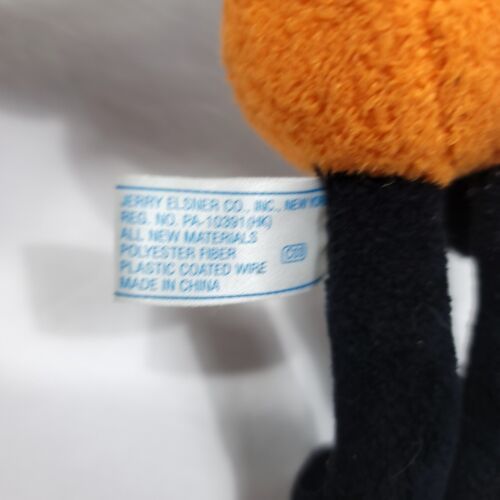 JERRY ELSNER CO., INC., NEW YORK
REG. NO. PA-10391(HK)
ALL NEW MATERIALS
POLYESTER FIBER
PLASTIC COATED WIRE
MADE IN CHINA